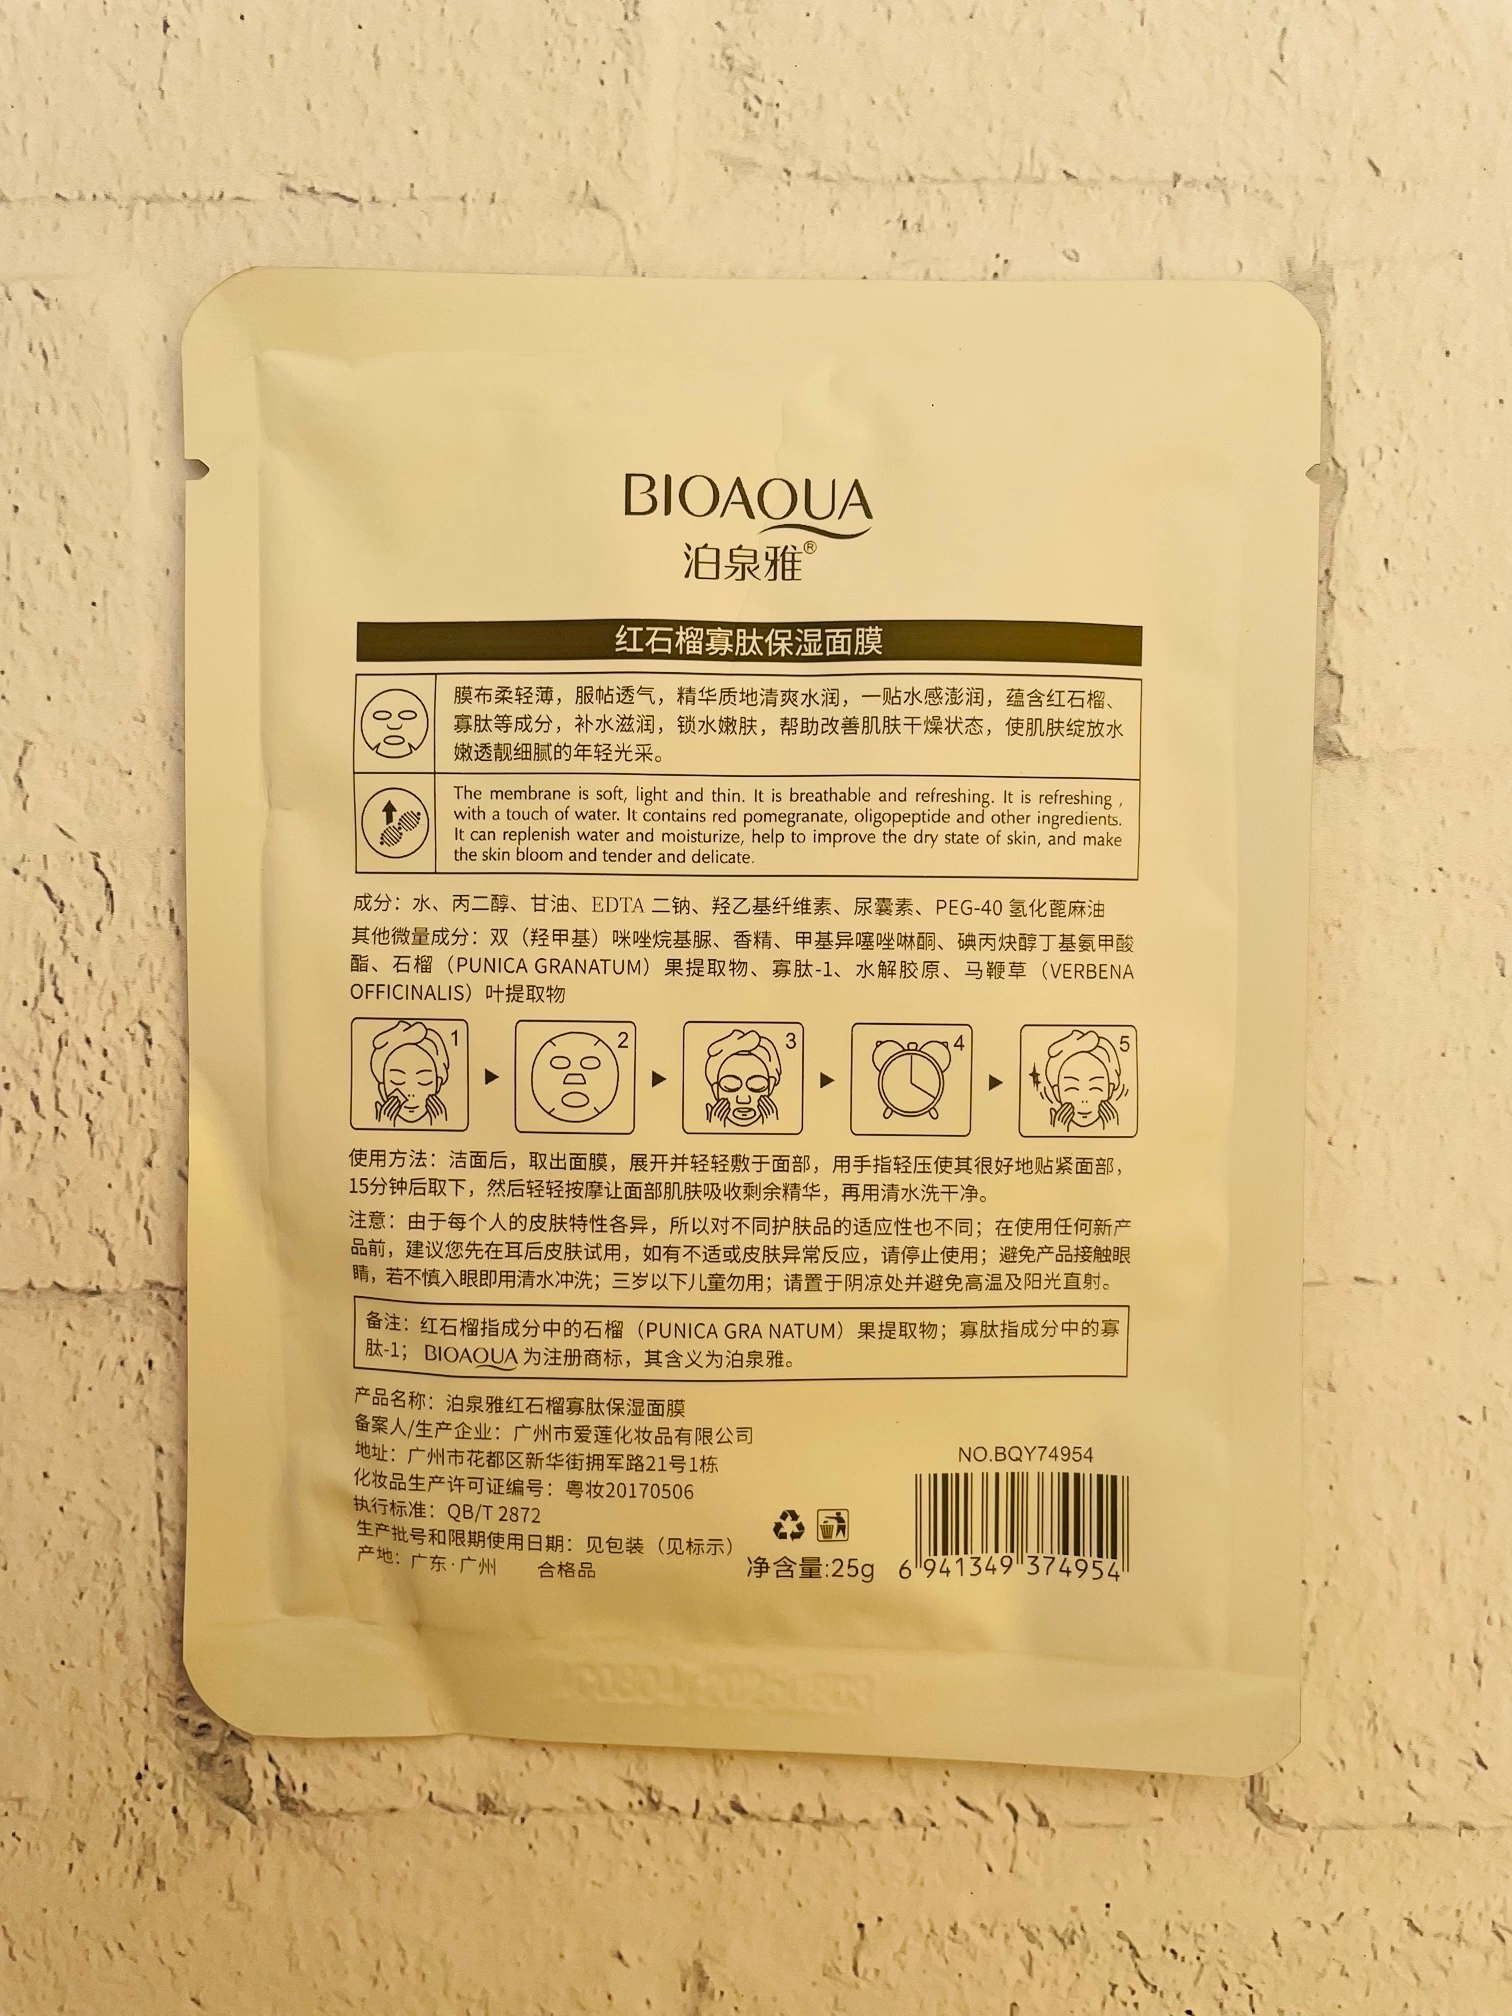 BIOAQUA
泊泉雅®
红石榴寡肽保湿面膜
膜布柔轻薄，服帖透气，精华质地清爽水润，一贴水感澎润，蕴含红石榴、
寡肽等成分，补水滋润，锁水嫩肤，帮助改善肌肤干燥状态，使肌肤绽放水
嫩透靓细腻的年轻光采。
The membrane is soft, light and thin. It is breathable and refreshing. It is refreshing ,
with a touch of water. It contains red pomegranate, oligopeptide and other ingredients.
It can replenish water and moisturize, help to improve the dry state of skin, and make
the skin bloom and tender and delicate.
成分：水、丙二醇、甘油、EDTA 二钠、羟乙基纤维素、尿囊素、PEG-40 氢化蓖麻油
其他微量成分：双（羟甲基）咪唑烷基脲、香精、甲基异噻唑啉酮、碘丙炔醇丁基氨甲酸
酯、石榴（PUNICA GRANATUM）果提取物、寡肽-1、水解胶原、马鞭草（VERBENA
OFFICINALIS）叶提取物
1
2
3
4
5
使用方法：洁面后，取出面膜，展开并轻轻敷于面部，用手指轻压使其很好地贴紧面部，
15分钟后取下，然后轻轻按摩让面部肌肤吸收剩余精华，再用清水洗干净。
注意：由于每个人的皮肤特性各异，所以对不同护肤品的适应性也不同；在使用任何新产
品前，建议您先在耳后皮肤试用，如有不适或皮肤异常反应，请停止使用；避免产品接触眼
睛，若不慎入眼即用清水冲洗；三岁以下儿童勿用；请置于阴凉处并避免高温及阳光直射。
备注：红石榴指成分中的石榴（PUNICA GRA NATUM）果提取物；寡肽指成分中的寡
肽-1； BIOAQUA 为注册商标，其含义为泊泉雅。
产品名称：泊泉雅红石榴寡肽保湿面膜
备案人/生产企业：广州市爱莲化妆品有限公司
地址：广州市花都区新华街拥军路21号1栋
化妆品生产许可证编号：粤妆20170506
执行标准：QB/T 2872
生产批号和限期使用日期：见包装（见标示）
产地：广东·广州 合格品
净含量:25g
NO.BQY74954
6 941349 374954